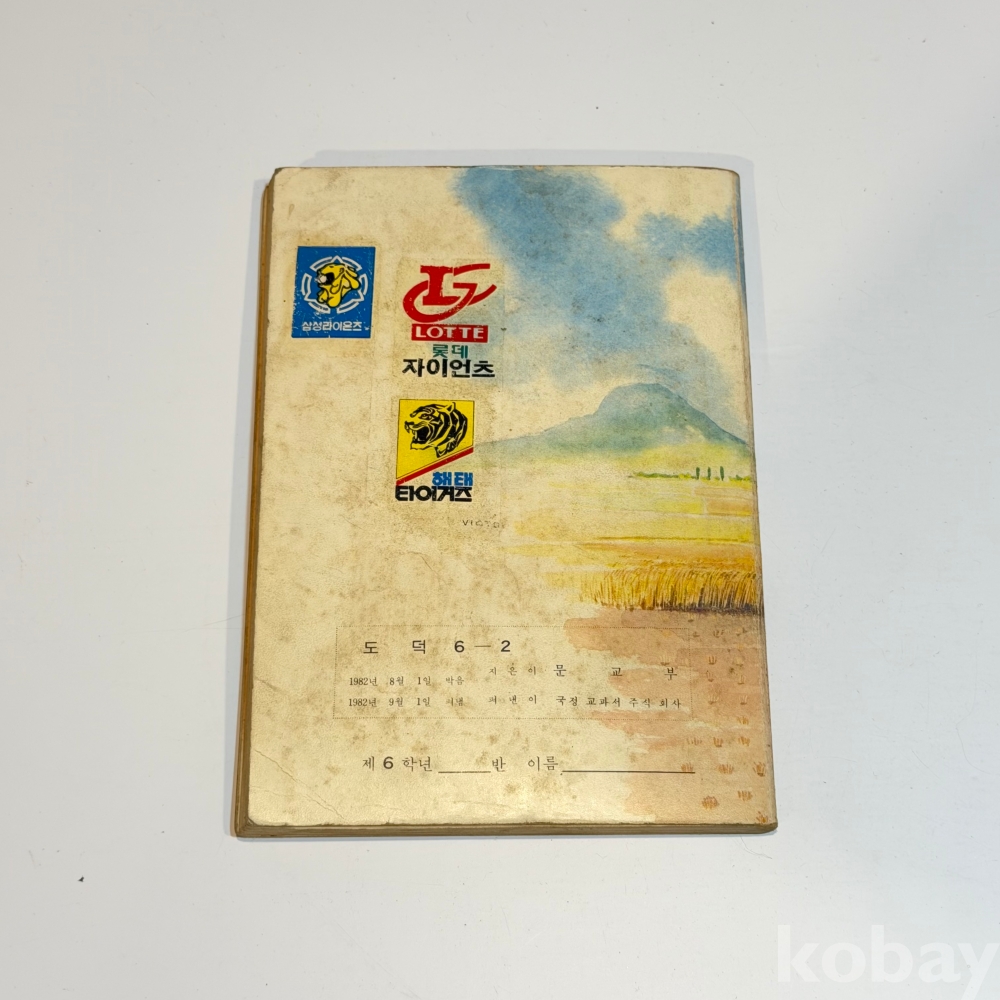 삼성라이온즈
LOTTE
롯데
자이언츠
해태
타이거즈
도 덕 6—2
1982년 8월 1일 박음 지은이 문 교 부
1982년 9월 1일 펴냄 펴낸이 국정 교과서 주식 회사
제 6 학년 반 이름
kobay